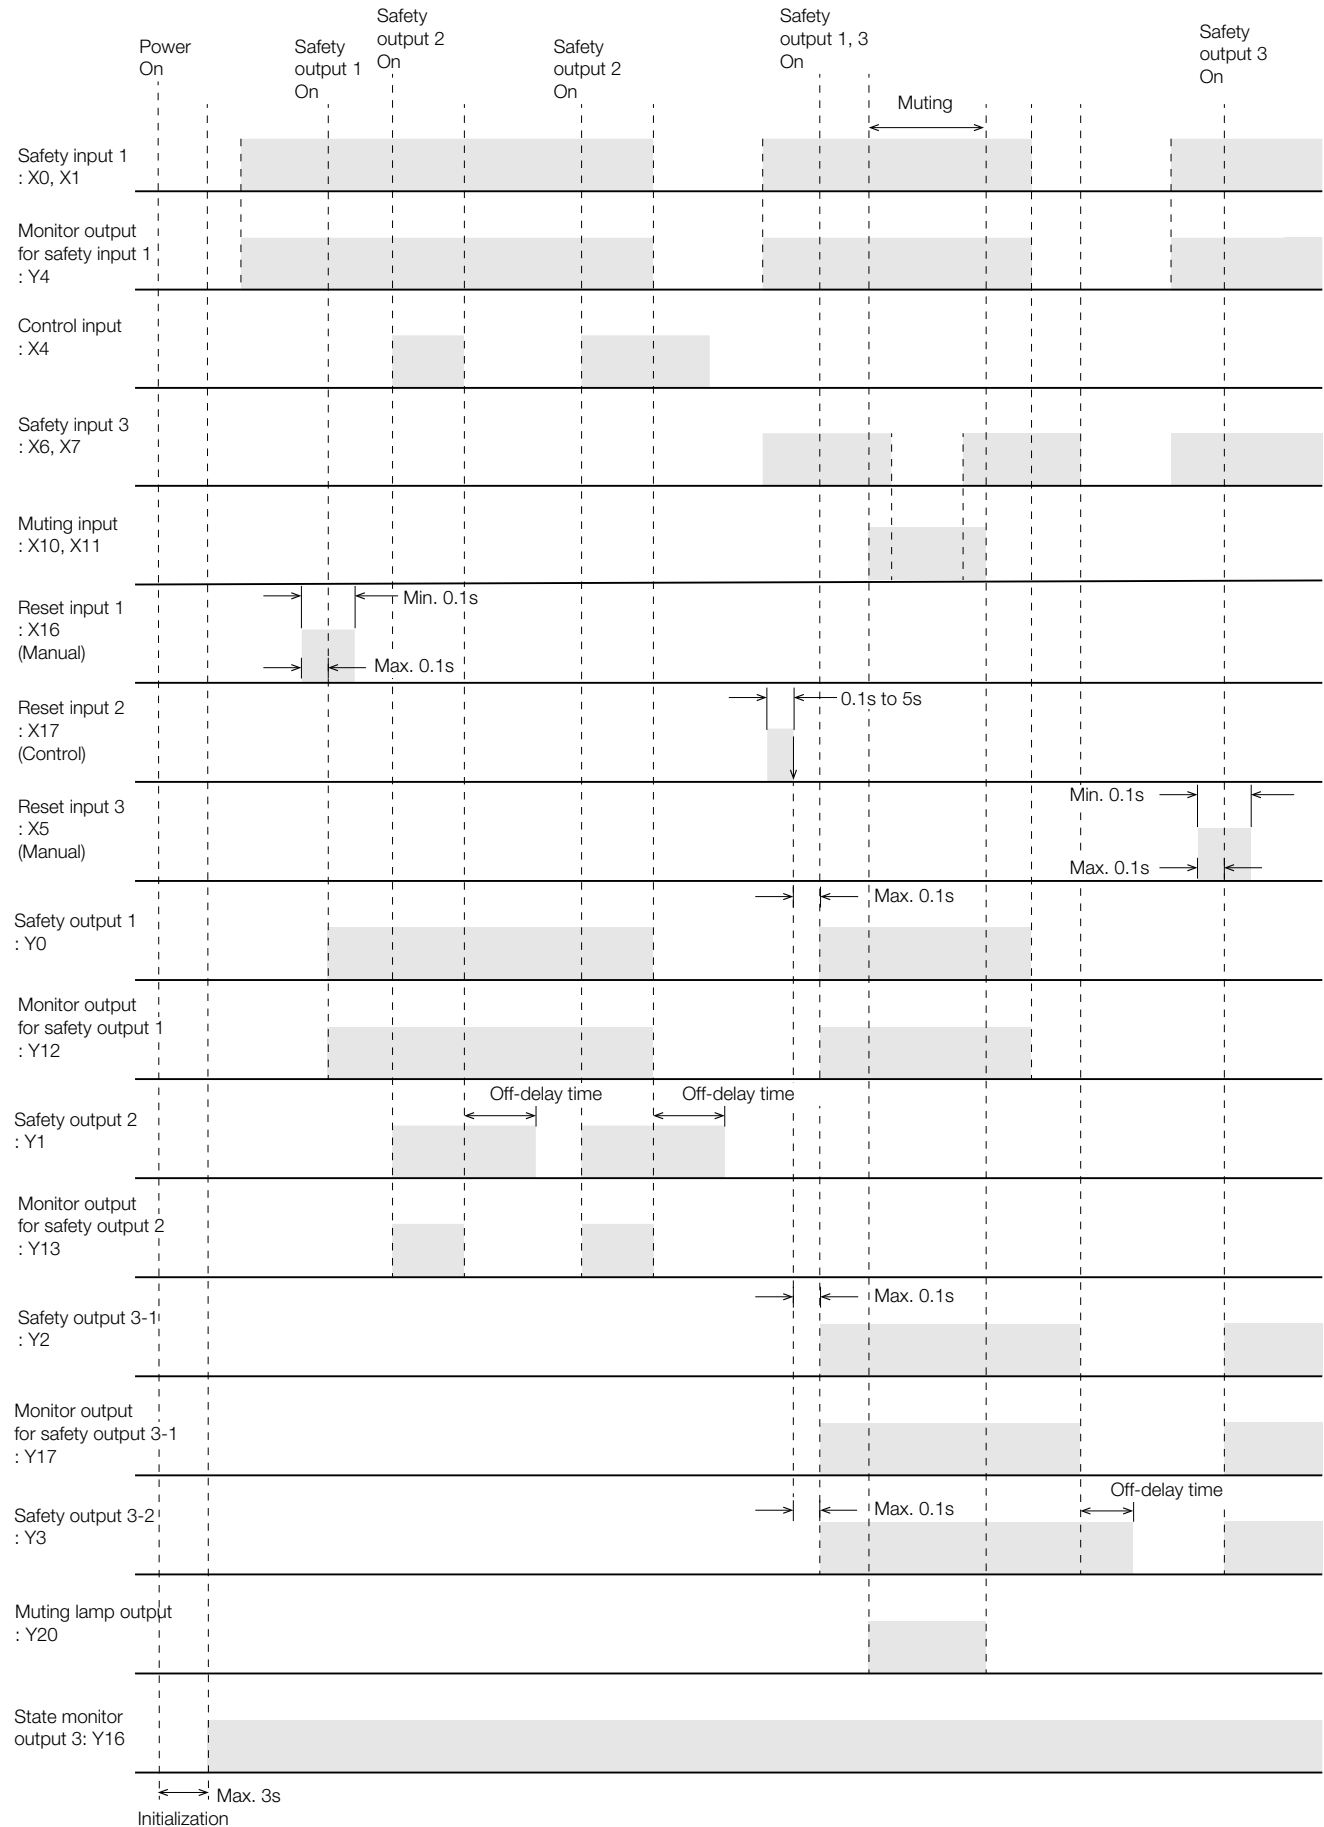 Power
On
Safety
output 1
On
Safety
output 2
On
Safety
output 2
On
Safety
output 1, 3
On
Safety
output 3
On
Muting
Safety input 1
: X0, X1
Monitor output
for safety input 1
: Y4
Control input
: X4
Safety input 3
: X6, X7
Muting input
: X10, X11
Reset input 1
: X16
(Manual)
Min. 0.1s
Max. 0.1s
Reset input 2
: X17
(Control)
0.1s to 5s
Reset input 3
: X5
(Manual)
Min. 0.1s
Max. 0.1s
Safety output 1
: Y0
Max. 0.1s
Monitor output
for safety output 1
: Y12
Safety output 2
: Y1
Off-delay time
Off-delay time
Monitor output
for safety output 2
: Y13
Safety output 3-1
: Y2
Max. 0.1s
Monitor output
for safety output 3-1
: Y17
Safety output 3-2
: Y3
Max. 0.1s
Off-delay time
Muting lamp output
: Y20
State monitor
output 3: Y16
Max. 3s
Initialization